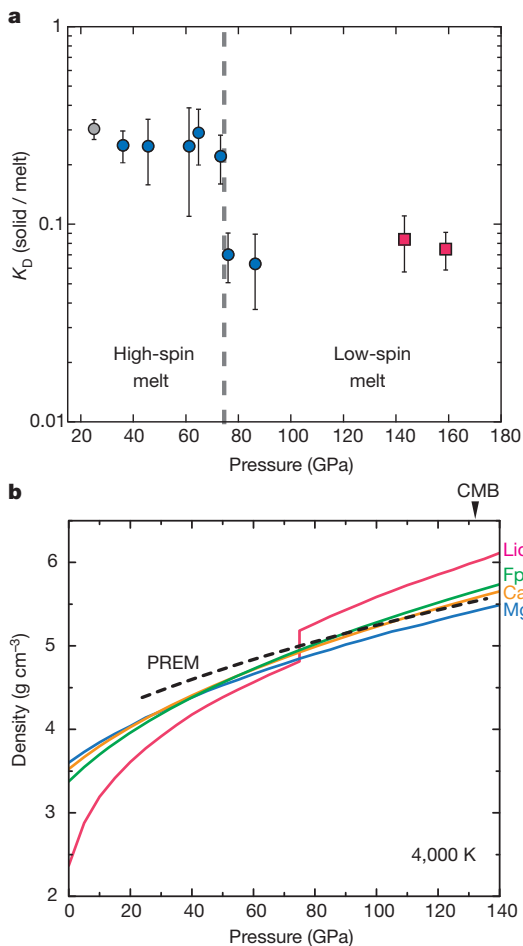 a
1
0.1
0.01
K_D (solid / melt)
High-spin
melt
Low-spin
melt
20 40 60 80 100 120 140 160 180
Pressure (GPa)
b
CMB
6
5
4
3
2
Density (g cm⁻³)
PREM
Fp
Ca
Mg
4,000 K
0 20 40 60 80 100 120 140
Pressure (GPa)